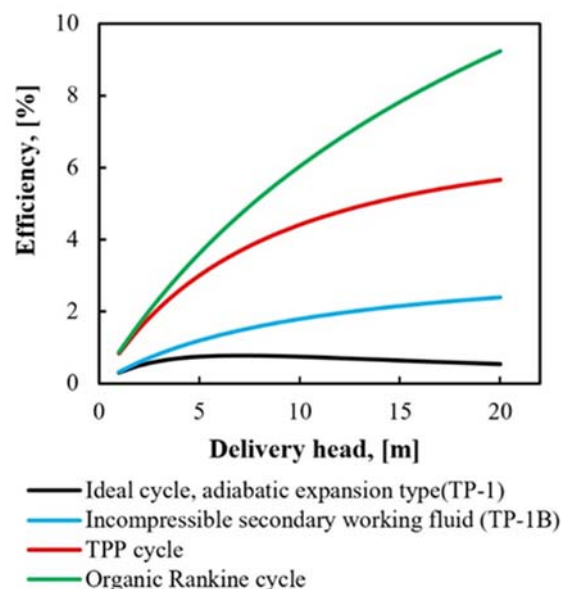 10
8
6
4
2
0
Efficiency, [%]
0 5 10 15 20
Delivery head, [m]
Ideal cycle, adiabatic expansion type(TP-1)
Incompressible secondary working fluid (TP-1B)
TPP cycle
Organic Rankine cycle